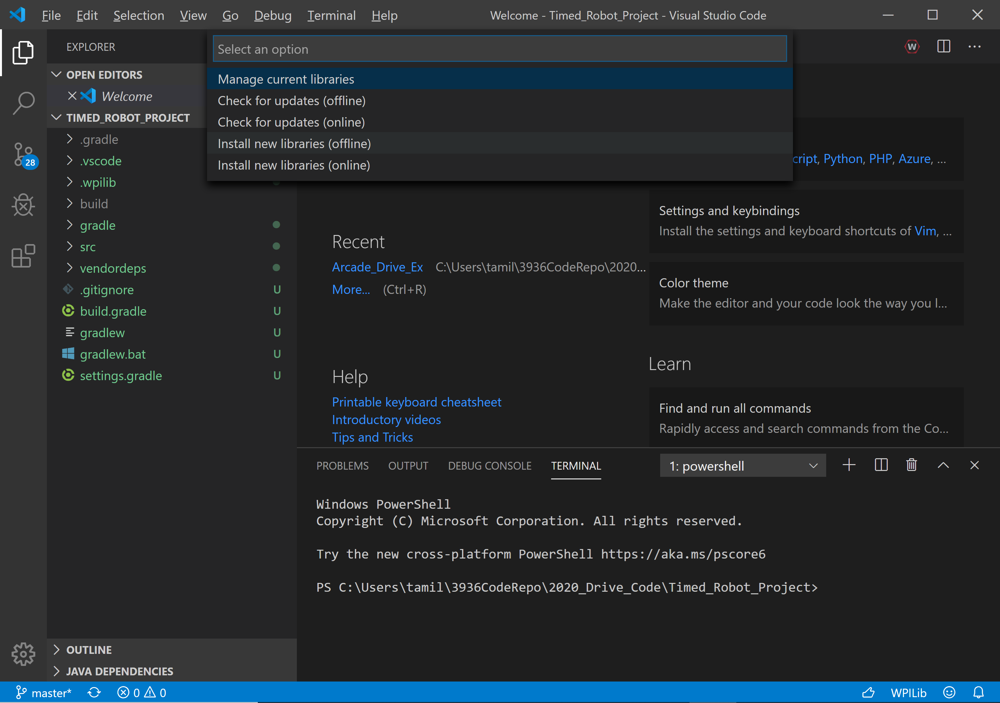 File Edit Selection View Go Debug Terminal Help Welcome - Timed_Robot_Project - Visual Studio Code
EXPLORER
Select an option
W
OPEN EDITORS
Manage current libraries
Welcome
Check for updates (offline)
TIMED_ROBOT_PROJECT
Check for updates (online)
.gradle
Install new libraries (offline)
.vscode
Install new libraries (online)
cript, Python, PHP, Azure, ...
28
.wpilib
build
Settings and keybindings
gradle
Install the settings and keyboard shortcuts of Vim, ...
Recent
src
Arcade_Drive_Ex C:\Users\tamil\3936CodeRepo\2020...
vendordeps
Color theme
.gitignore U
More... (Ctrl+R)
Make the editor and your code look the way you l...
build.gradle U
gradlew U
gradlew.bat U
Learn
settings.gradle U
Help
Printable keyboard cheatsheet
Find and run all commands
Introductory videos
Rapidly access and search commands from the Co...
Tips and Tricks
PROBLEMS OUTPUT DEBUG CONSOLE TERMINAL 1: powershell
Windows PowerShell
Copyright (C) Microsoft Corporation. All rights reserved.
Try the new cross-platform PowerShell https://aka.ms/pscore6
PS C:\Users\tamil\3936CodeRepo\2020_Drive_Code\Timed_Robot_Project>
OUTLINE
JAVA DEPENDENCIES
master* 0 0 WPILib